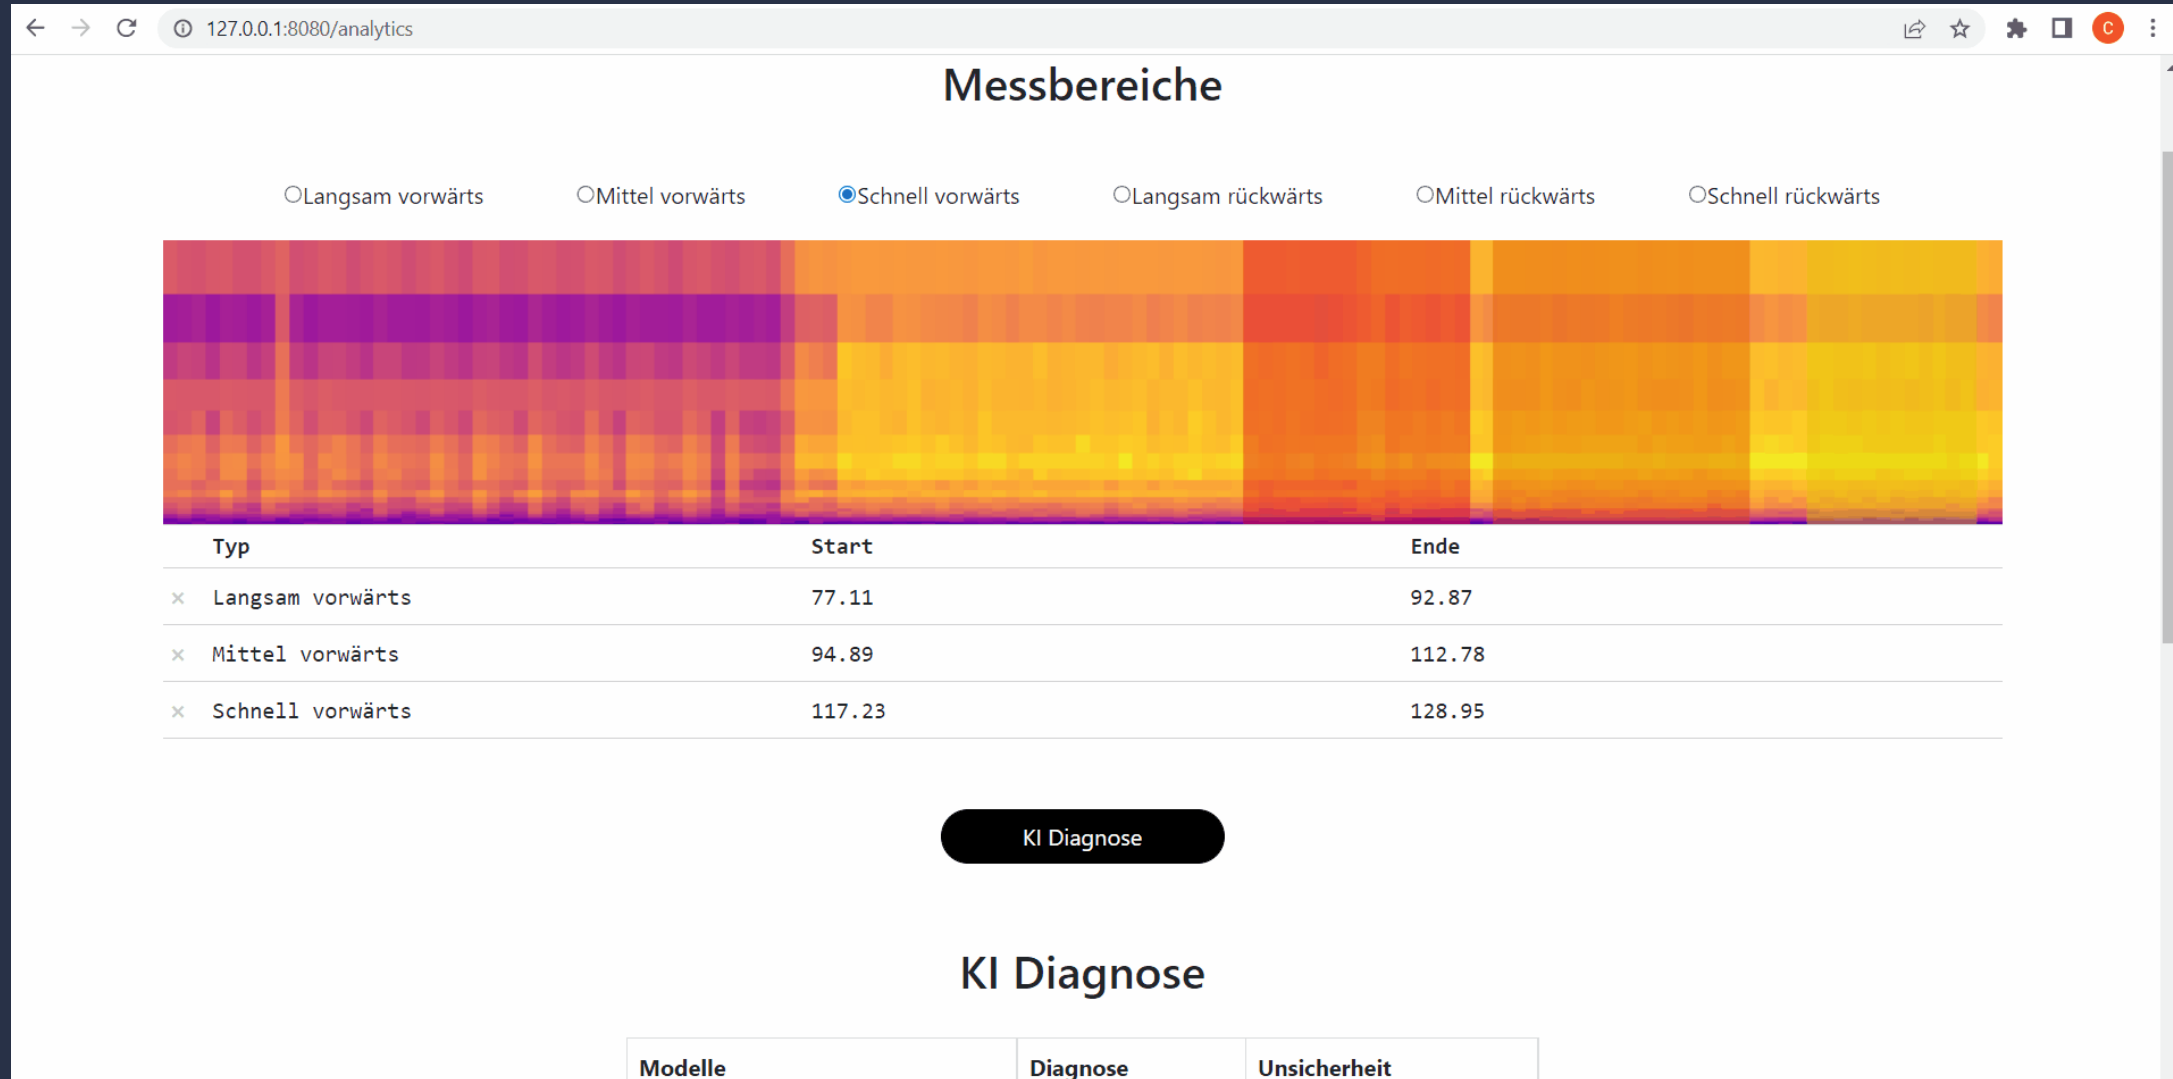 127.0.0.1:8080/analytics
C
Messbereiche
Langsam vorwärts Mittel vorwärts Schnell vorwärts Langsam rückwärts Mittel rückwärts Schnell rückwärts
Typ Start Ende
× Langsam vorwärts 77.11 92.87
× Mittel vorwärts 94.89 112.78
× Schnell vorwärts 117.23 128.95
KI Diagnose
KI Diagnose
Modelle Diagnose Unsicherheit